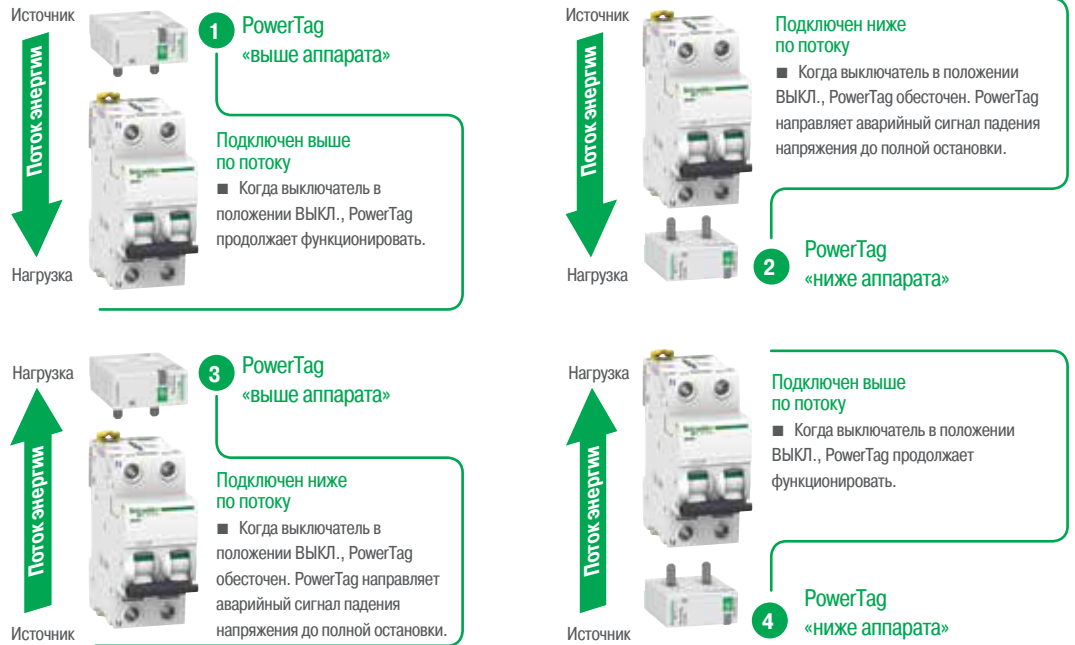 Источник
Поток энергии
Нагрузка
1
PowerTag
«выше аппарата»
Подключен выше
по потоку
■ Когда выключатель в
положении ВЫКЛ., PowerTag
продолжает функционировать.
Источник
Поток энергии
Нагрузка
Подключен ниже
по потоку
■ Когда выключатель в положении
ВЫКЛ., PowerTag обесточен. PowerTag
направляет аварийный сигнал падения
напряжения до полной остановки.
2
PowerTag
«ниже аппарата»
Нагрузка
Поток энергии
Источник
3
PowerTag
«выше аппарата»
Подключен ниже
по потоку
■ Когда выключатель в
положении ВЫКЛ., PowerTag
обесточен. PowerTag направляет
аварийный сигнал падения
напряжения до полной остановки.
Нагрузка
Поток энергии
Источник
Подключен выше
по потоку
■ Когда выключатель в положении
ВЫКЛ., PowerTag продолжает
функционировать.
4
PowerTag
«ниже аппарата»